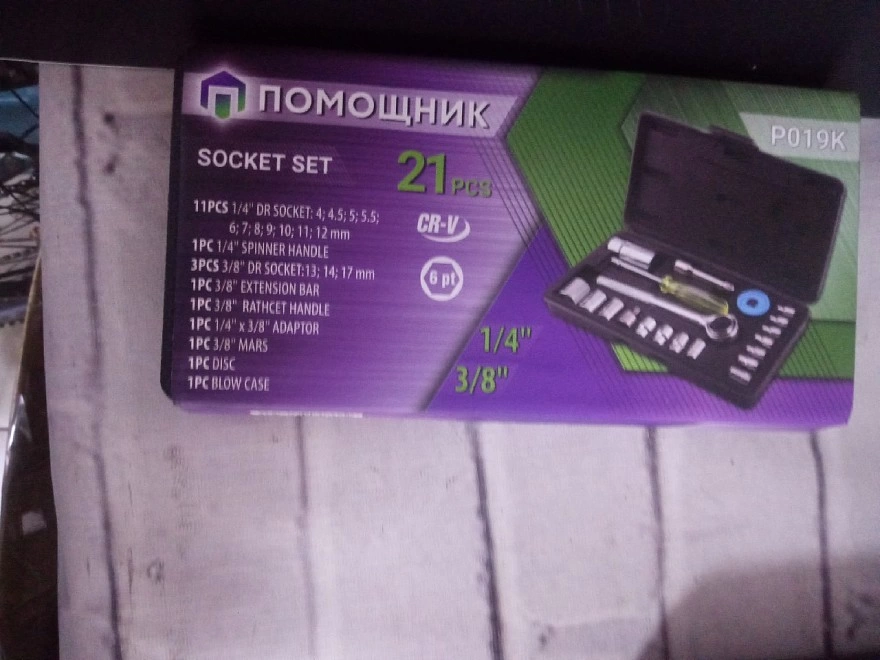 ПОМОЩНИК
P019K
SOCKET SET
21 PCS
11PCS 1/4" DR SOCKET: 4; 4.5; 5; 5.5;
6; 7; 8; 9; 10; 11; 12 mm
1PC 1/4" SPINNER HANDLE
3PCS 3/8" DR SOCKET:13; 14; 17 mm
1PC 3/8" EXTENSION BAR
1PC 3/8" RATHCET HANDLE
1PC 1/4" x 3/8" ADAPTOR
1PC 3/8" MARS
1PC DISC
1PC BLOW CASE
CR-V
6 pt
1/4"
3/8"